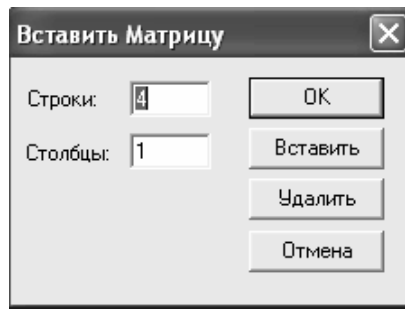 Вставить Матрицу
Строки: 4
OK
Столбцы: 1
Вставить
Удалить
Отмена